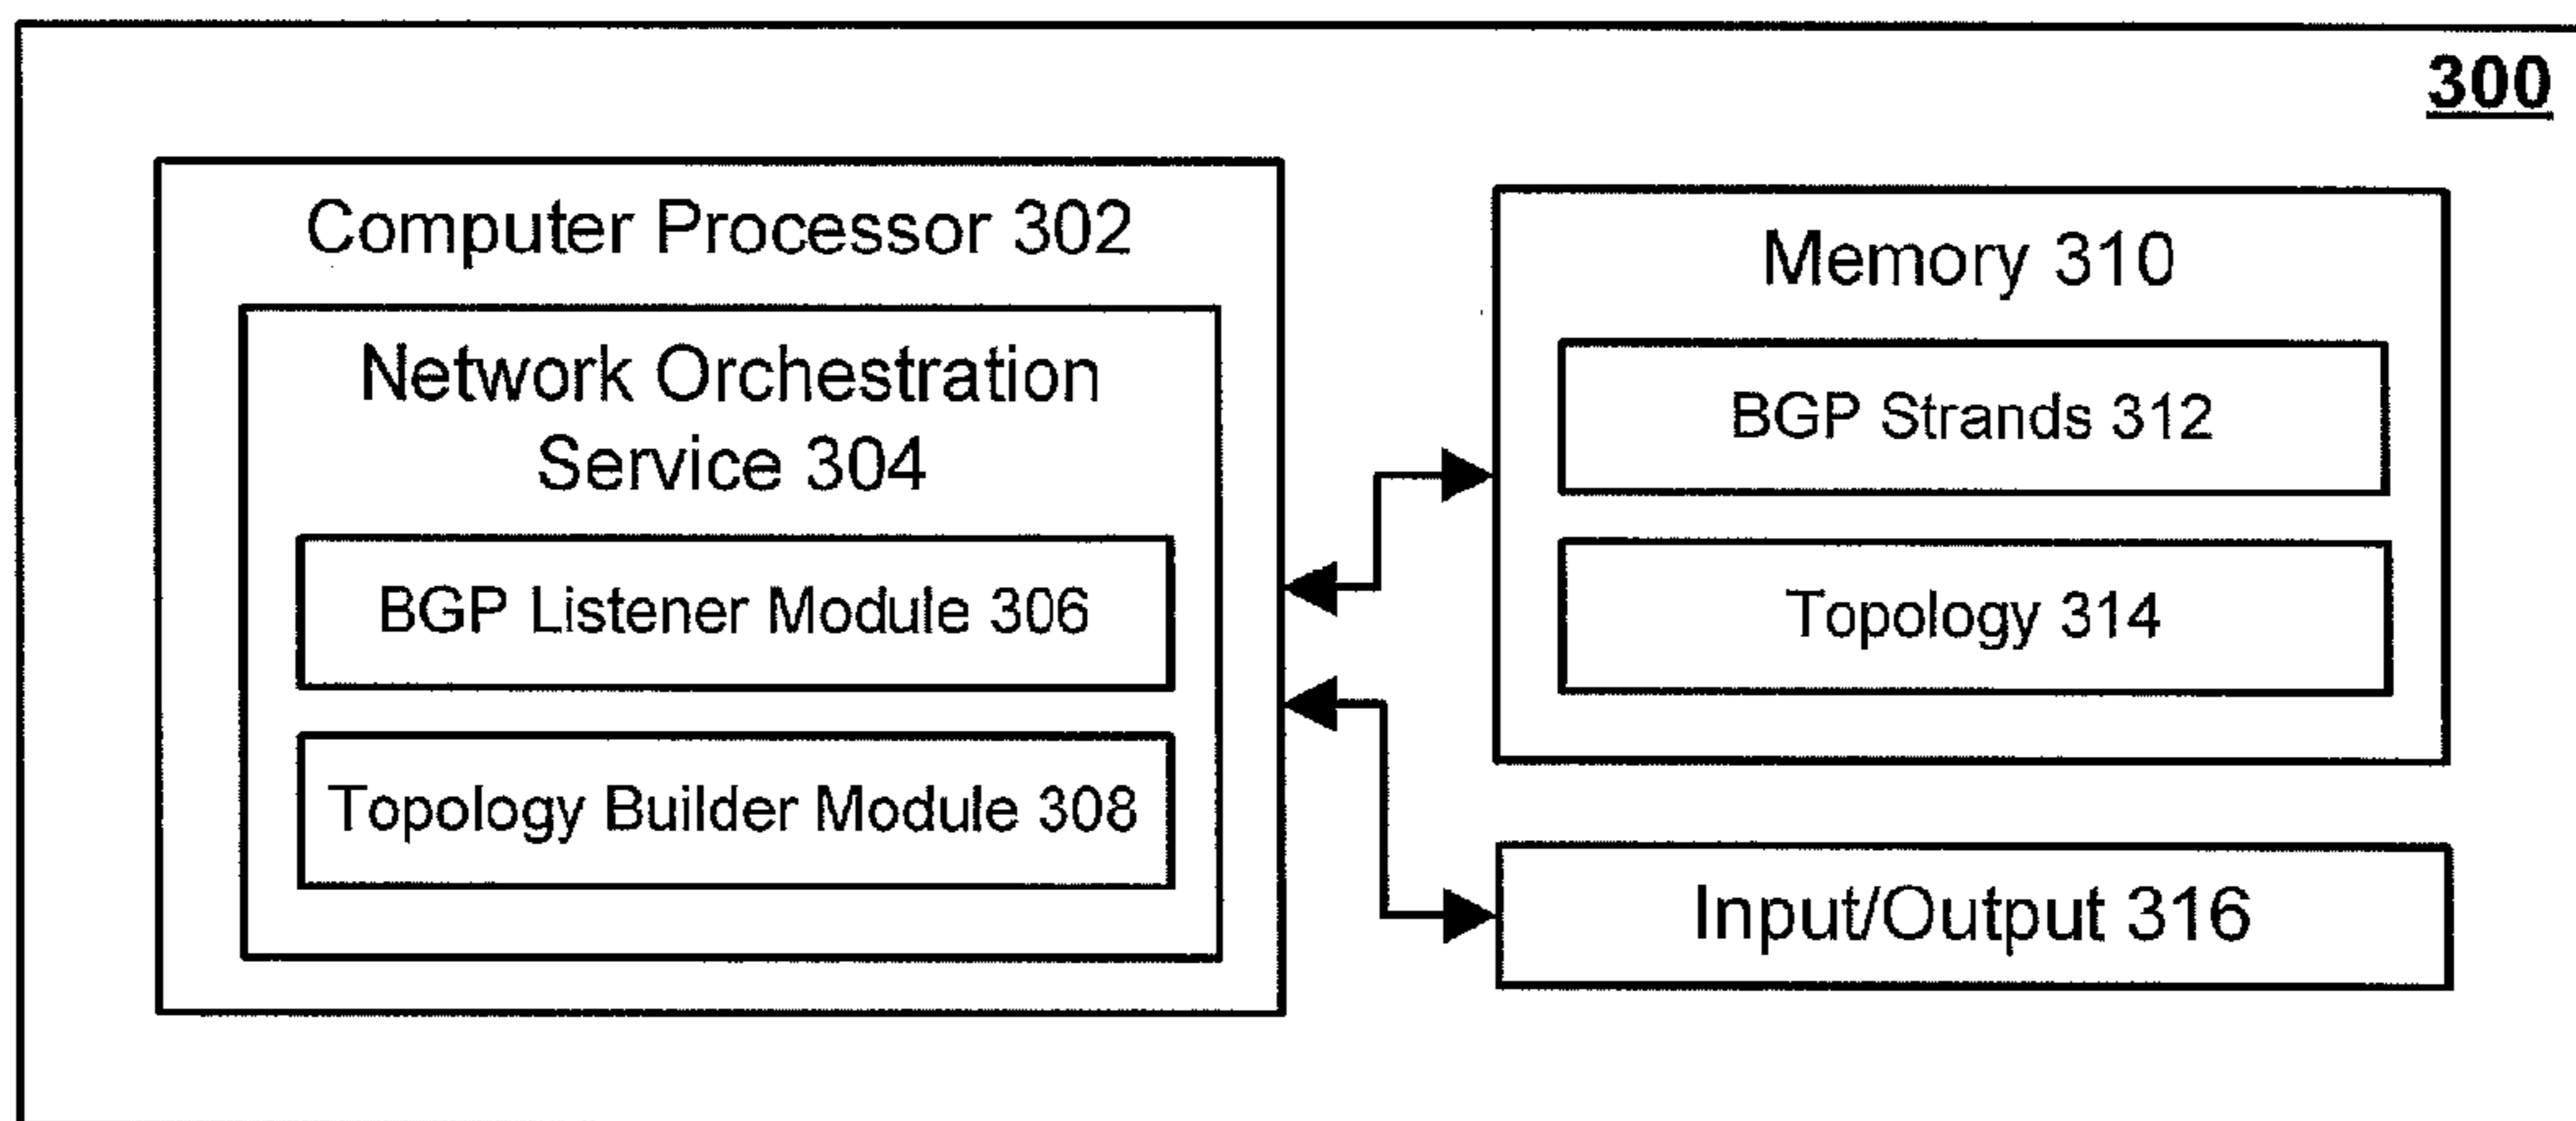 300
Computer Processor 302
Network Orchestration
Service 304
BGP Listener Module 306
Topology Builder Module 308
Memory 310
BGP Strands 312
Topology 314
Input/Output 316